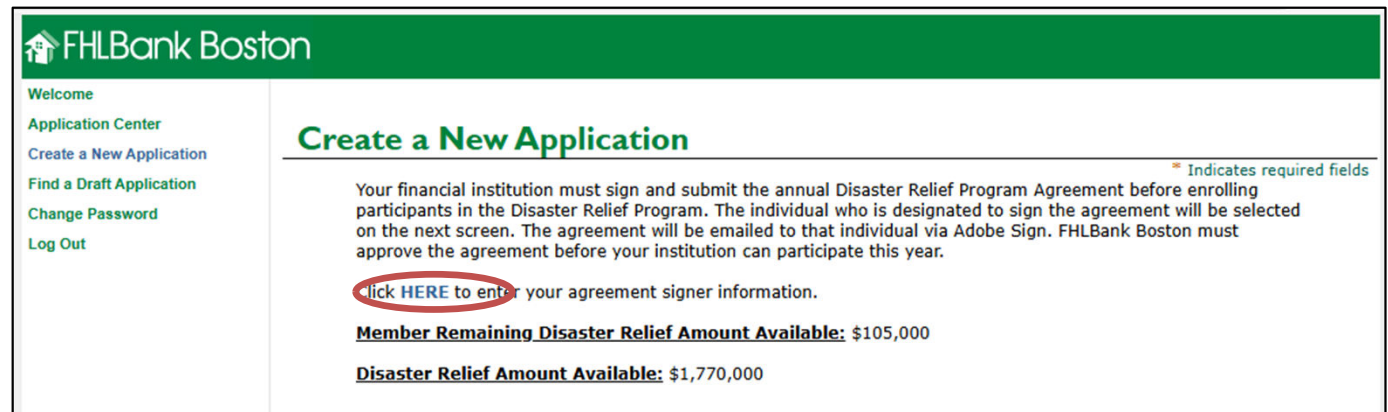 FHLBank Boston
Welcome
Application Center
Create a New Application
Find a Draft Application
Change Password
Log Out
Create a New Application
* Indicates required fields
Your financial institution must sign and submit the annual Disaster Relief Program Agreement before enrolling
participants in the Disaster Relief Program. The individual who is designated to sign the agreement will be selected
on the next screen. The agreement will be emailed to that individual via Adobe Sign. FHLBank Boston must
approve the agreement before your institution can participate this year.
Click HERE to enter your agreement signer information.
Member Remaining Disaster Relief Amount Available: $105,000
Disaster Relief Amount Available: $1,770,000